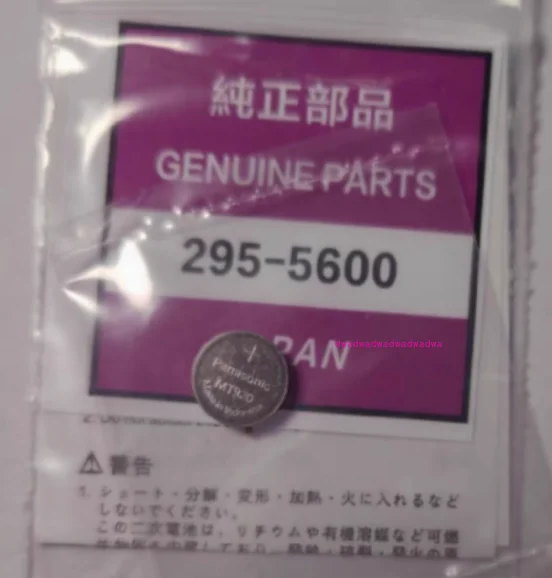 純正部品
GENUINE PARTS
295-5600
PAN
Panasonic
MT920
Made in
警告
1. ショート・分解・変形・加熱・火に入れるなど
しないでください。
この二次電池は、リチウムや有機溶媒など可燃